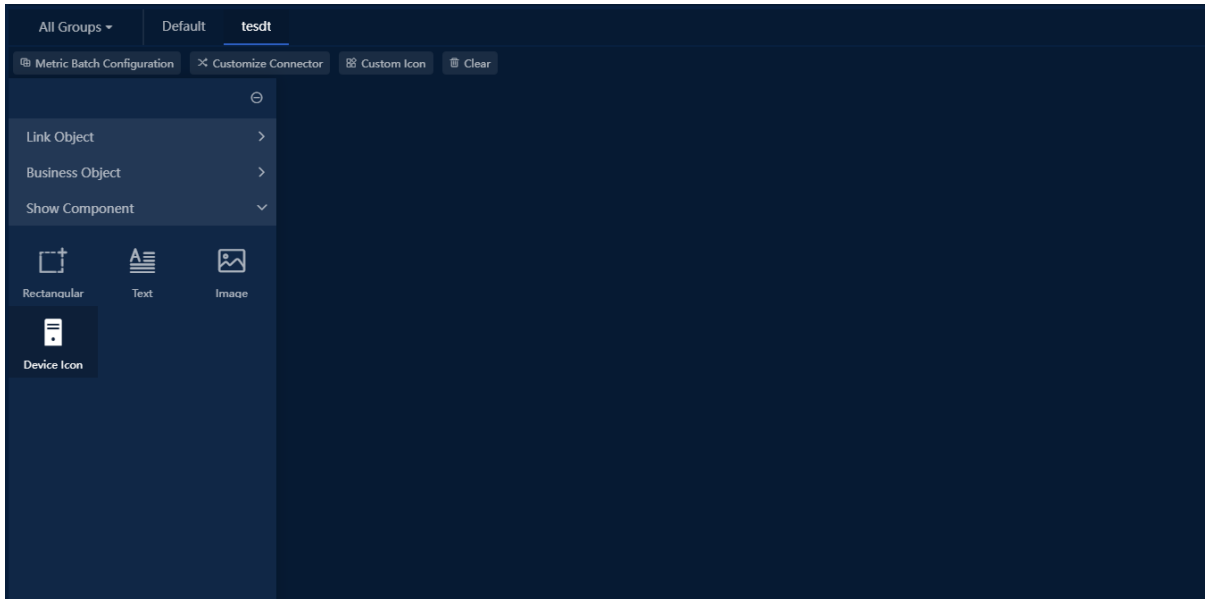 All Groups Default tesdt
Metric Batch Configuration Customize Connector Custom Icon Clear
Link Object
Business Object
Show Component
Rectangular Text Image
Device Icon